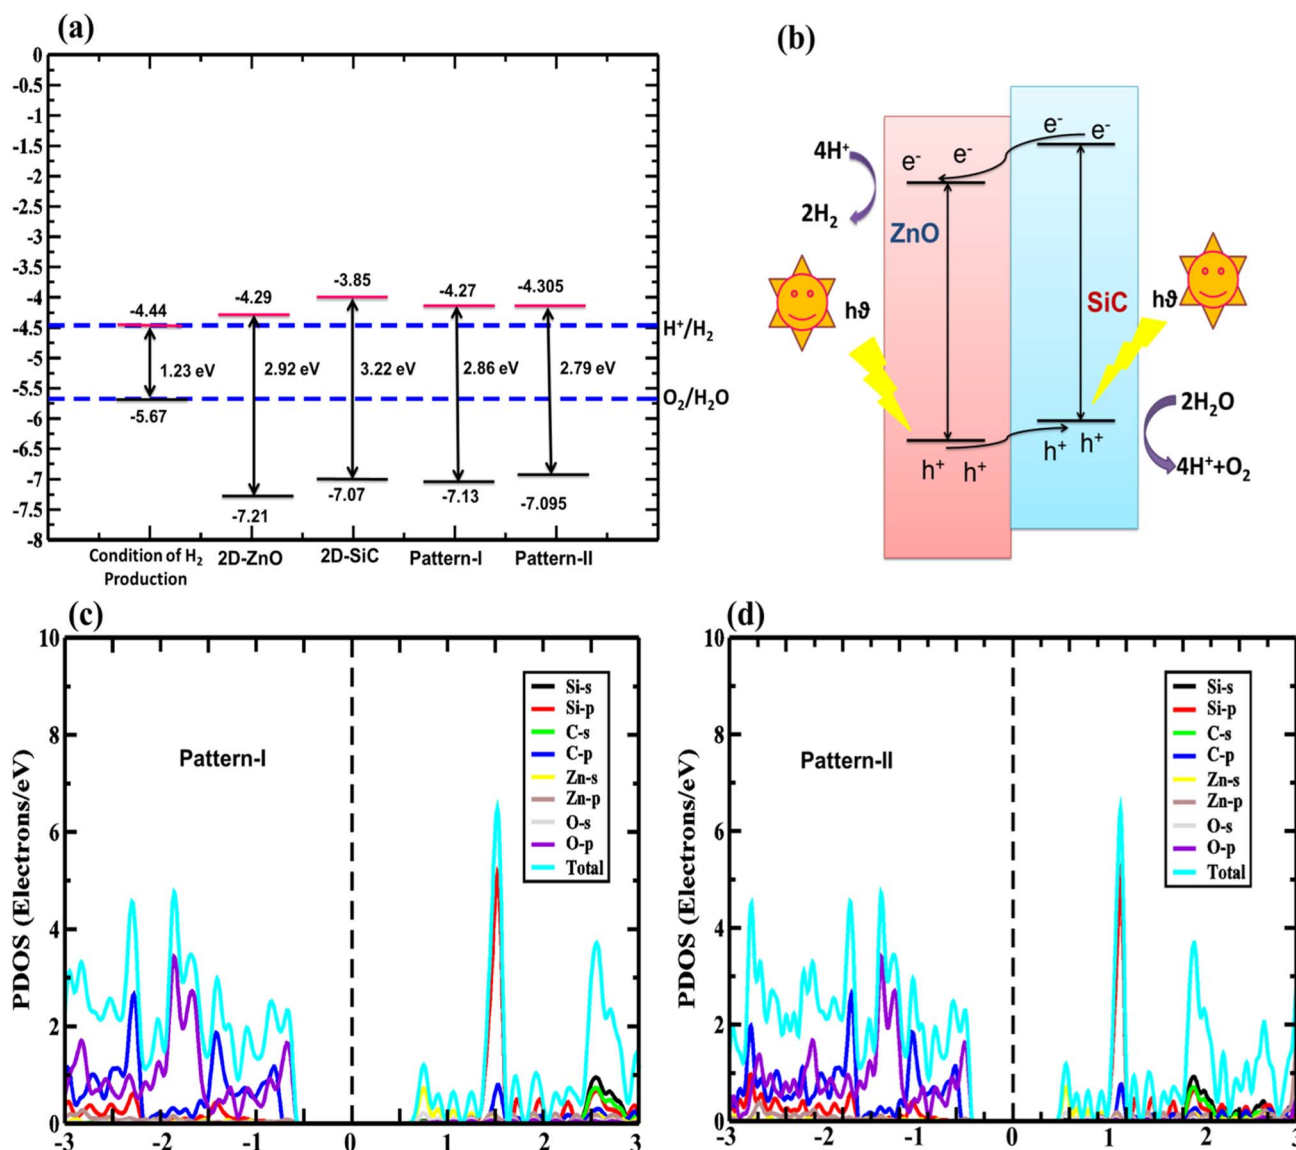 (a)
0
-0.5
-1
-1.5
-2
-2.5
-3
-3.5
-4
-4.5
-5
-5.5
-6
-6.5
-7
-7.5
-8
-4.44
-4.29
-3.85
-4.27
-4.305
H⁺/H₂
1.23 eV
2.92 eV
3.22 eV
2.86 eV
2.79 eV
O₂/H₂O
-5.67
-7.21
-7.07
-7.13
-7.095
Condition of H₂
Production
2D-ZnO
2D-SiC
Pattern-I
Pattern-II
(b)
e⁻ e⁻
4H⁺
e⁻ e⁻
2H₂
ZnO
SiC
hϑ
hϑ
2H₂O
h⁺ h⁺
h⁺ h⁺
4H⁺+O₂
(c)
PDOS (Electrons/eV)
10
8
6
4
2
0
Pattern-I
Si-s
Si-p
C-s
C-p
Zn-s
Zn-p
O-s
O-p
Total
-3 -2 -1 0 1 2 3
(d)
PDOS (Electrons/eV)
10
8
6
4
2
0
Pattern-II
Si-s
Si-p
C-s
C-p
Zn-s
Zn-p
O-s
O-p
Total
-3 -2 -1 0 1 2 3